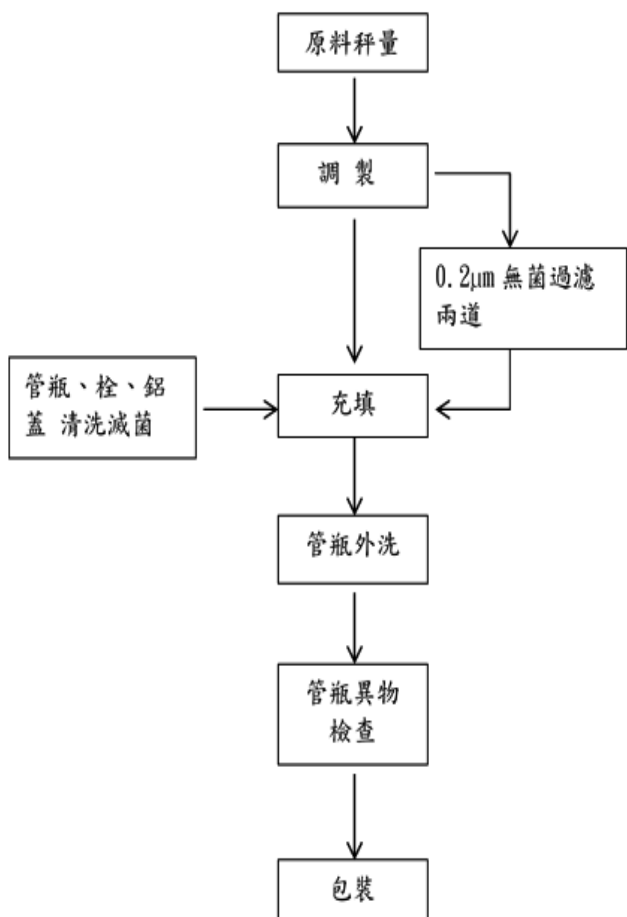 原料秤量
調 製
0.2μm 無菌過濾
兩道
管瓶、栓、鋁
蓋 清洗滅菌
充填
管瓶外洗
管瓶異物
檢查
包裝